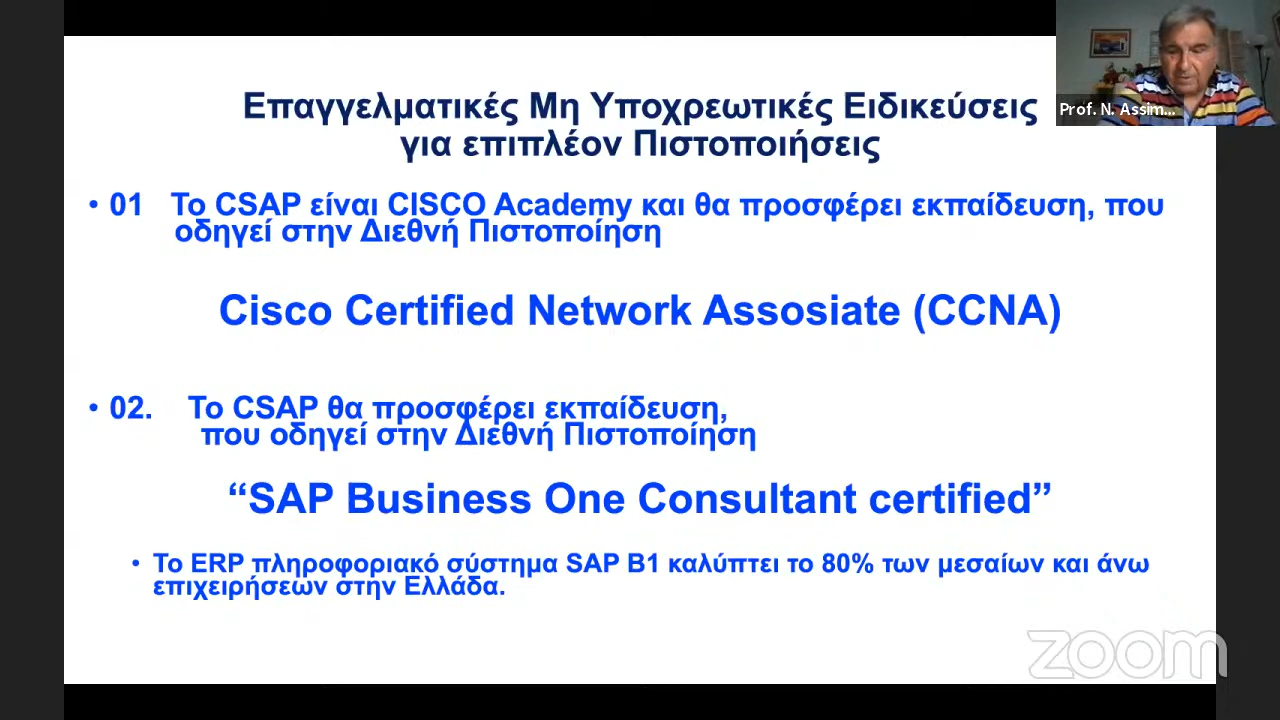 Επαγγελματικές Μη Υποχρεωτικές Ειδικεύσεις
για επιπλέον Πιστοποιήσεις
Prof. N. Assim...
• 01 Το CSAP είναι CISCO Academy και θα προσφέρει εκπαίδευση, που
οδηγεί στην Διεθνή Πιστοποίηση
Cisco Certified Network Assosiate (CCNA)
• 02. Το CSAP θα προσφέρει εκπαίδευση,
που οδηγεί στην Διεθνή Πιστοποίηση
“SAP Business One Consultant certified”
• Το ERP πληροφοριακό σύστημα SAP B1 καλύπτει το 80% των μεσαίων και άνω
επιχειρήσεων στην Ελλάδα.
zoom